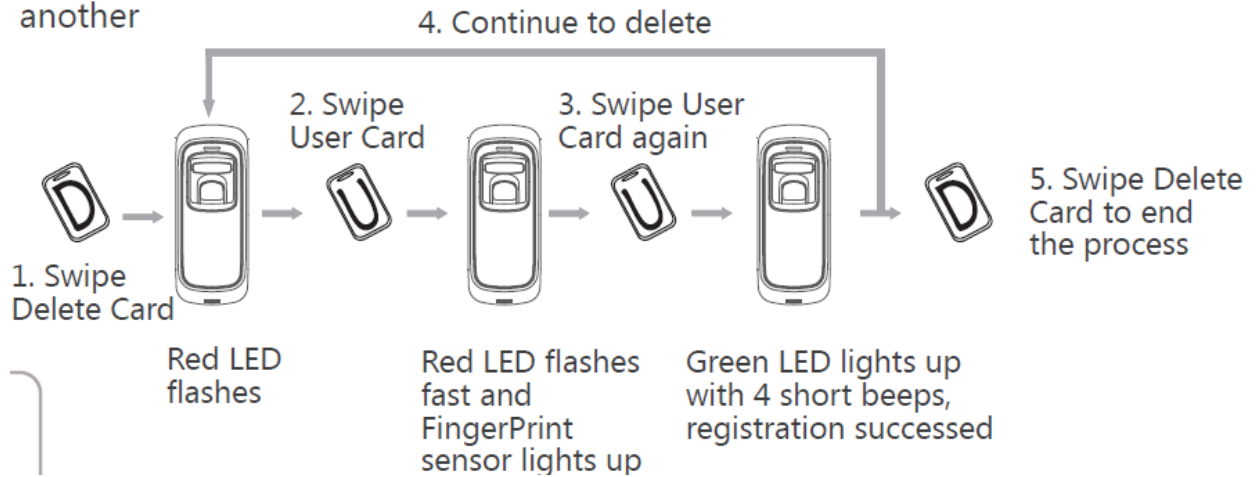 another
4. Continue to delete
2. Swipe
User Card
3. Swipe User
Card again
D
U
U
D
5. Swipe Delete
Card to end
the process
1. Swipe
Delete Card
Red LED
flashes
Red LED flashes
fast and
FingerPrint
sensor lights up
Green LED lights up
with 4 short beeps,
registration successed